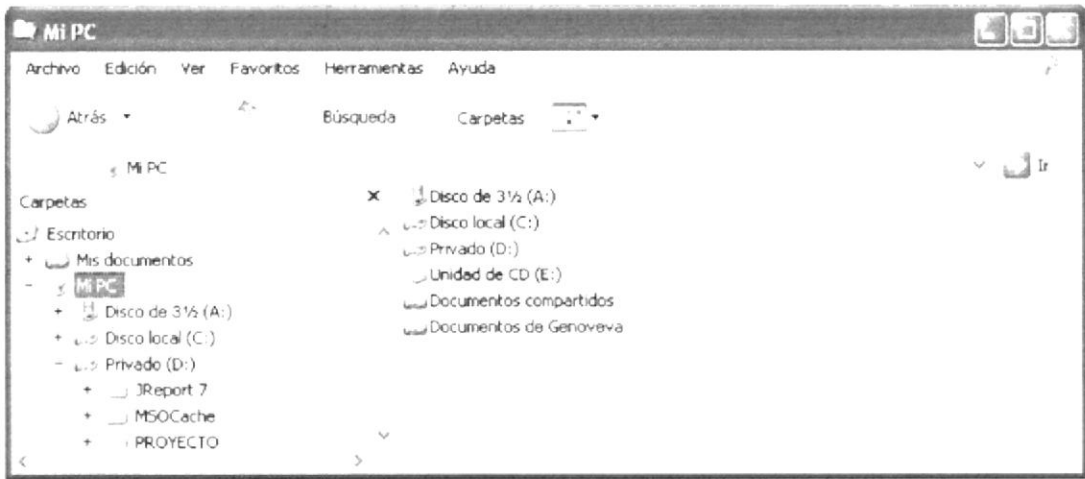 Mi PC
Archivo Edición Ver Favoritos Herramientas Ayuda
Atrás Búsqueda Carpetas
Mi PC Ir
Carpetas
Escritorio
+ Mis documentos
- Mi PC
+ Disco de 3½ (A:)
+ Disco local (C:)
- Privado (D:)
+ JReport 7
+ MSOCache
+ PROYECTO
Disco de 3½ (A:)
Disco local (C:)
Privado (D:)
Unidad de CD (E:)
Documentos compartidos
Documentos de Genoveva